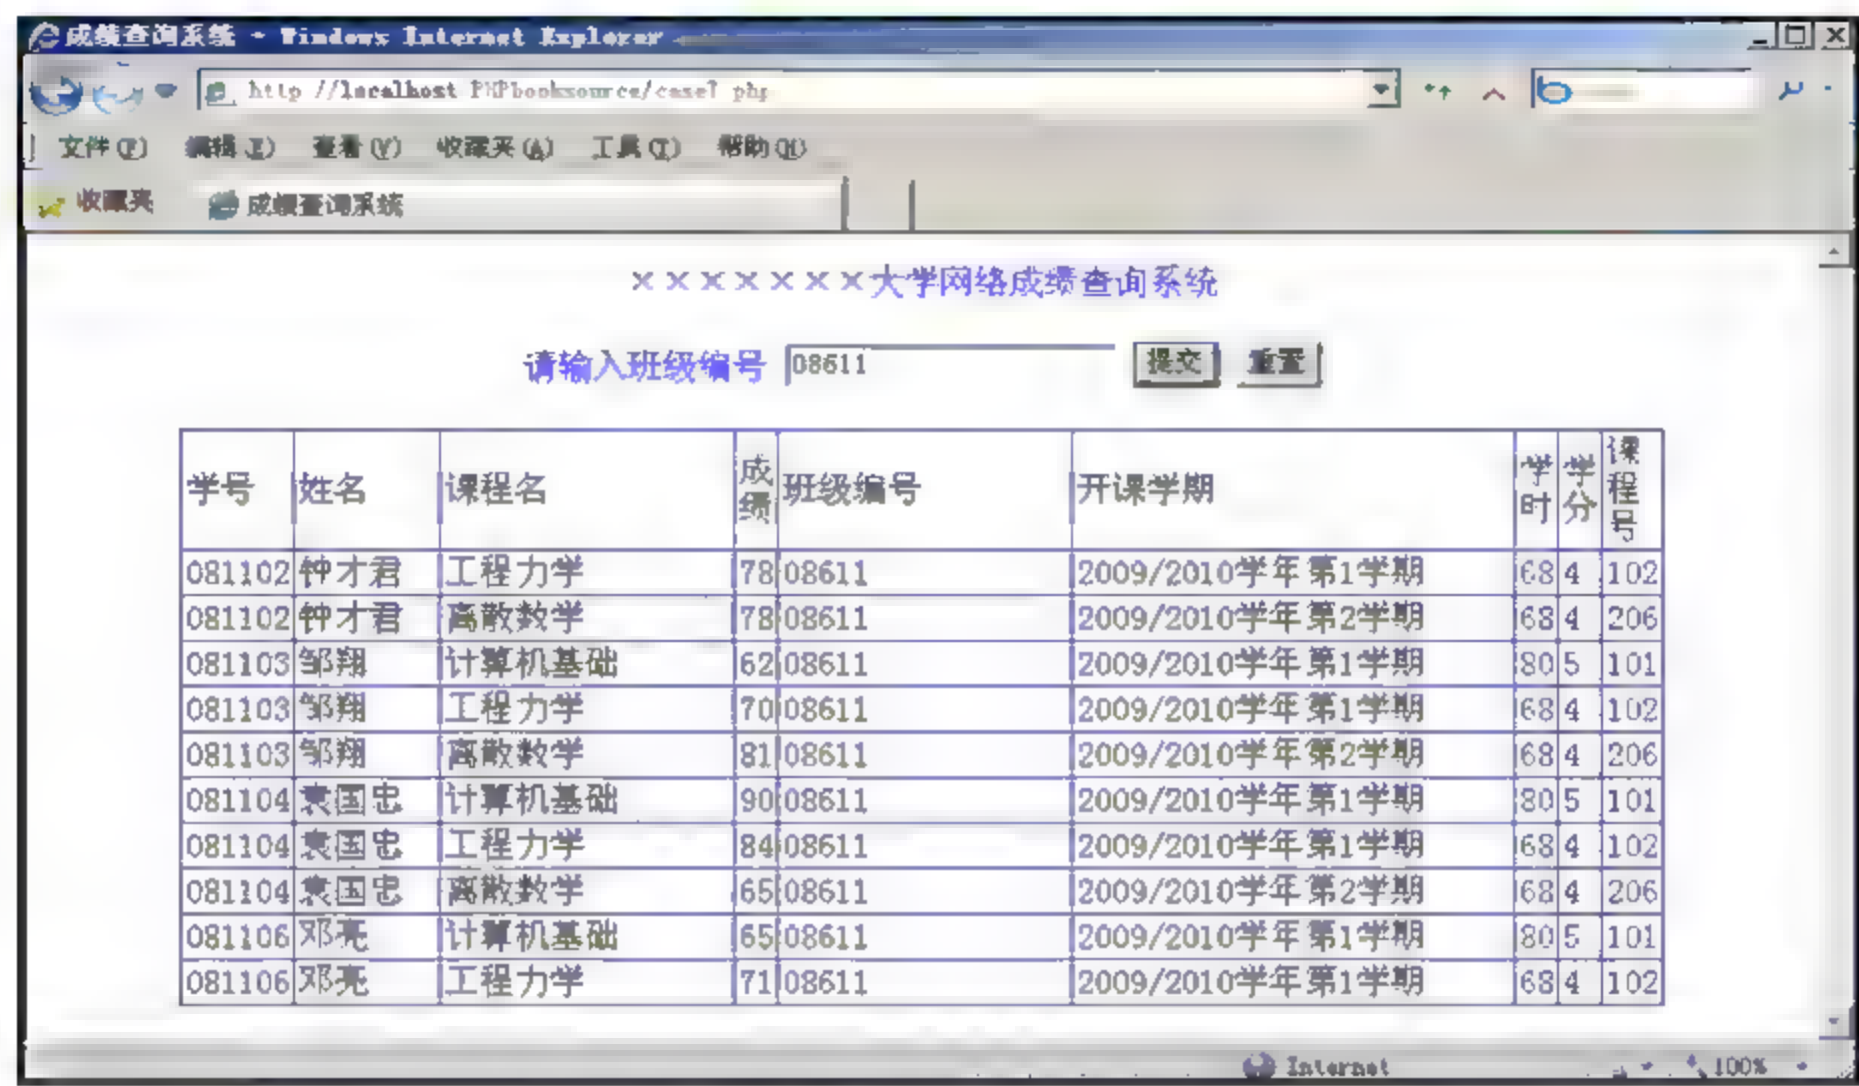 成绩查询系统 - Windows Internet Explorer
http://localhost PHPbooksource/case7 php
文件(F) 编辑(E) 查看(V) 收藏夹(A) 工具(T) 帮助(H)
收藏夹 成绩查询系统
×××××××大学网络成绩查询系统
请输入班级编号 08611 提交 重置
学号 姓名 课程名 成绩 班级编号 开课学期 学时 学分 课程号
081102 钟才君 工程力学 78 08611 2009/2010学年第1学期 68 4 102
081102 钟才君 离散数学 78 08611 2009/2010学年第2学期 68 4 206
081103 邹翔 计算机基础 62 08611 2009/2010学年第1学期 80 5 101
081103 邹翔 工程力学 70 08611 2009/2010学年第1学期 68 4 102
081103 邹翔 离散数学 81 08611 2009/2010学年第2学期 68 4 206
081104 袁国忠 计算机基础 90 08611 2009/2010学年第1学期 80 5 101
081104 袁国忠 工程力学 84 08611 2009/2010学年第1学期 68 4 102
081104 袁国忠 离散数学 65 08611 2009/2010学年第2学期 68 4 206
081106 邓亮 计算机基础 65 08611 2009/2010学年第1学期 80 5 101
081106 邓亮 工程力学 71 08611 2009/2010学年第1学期 68 4 102
Internet 100%